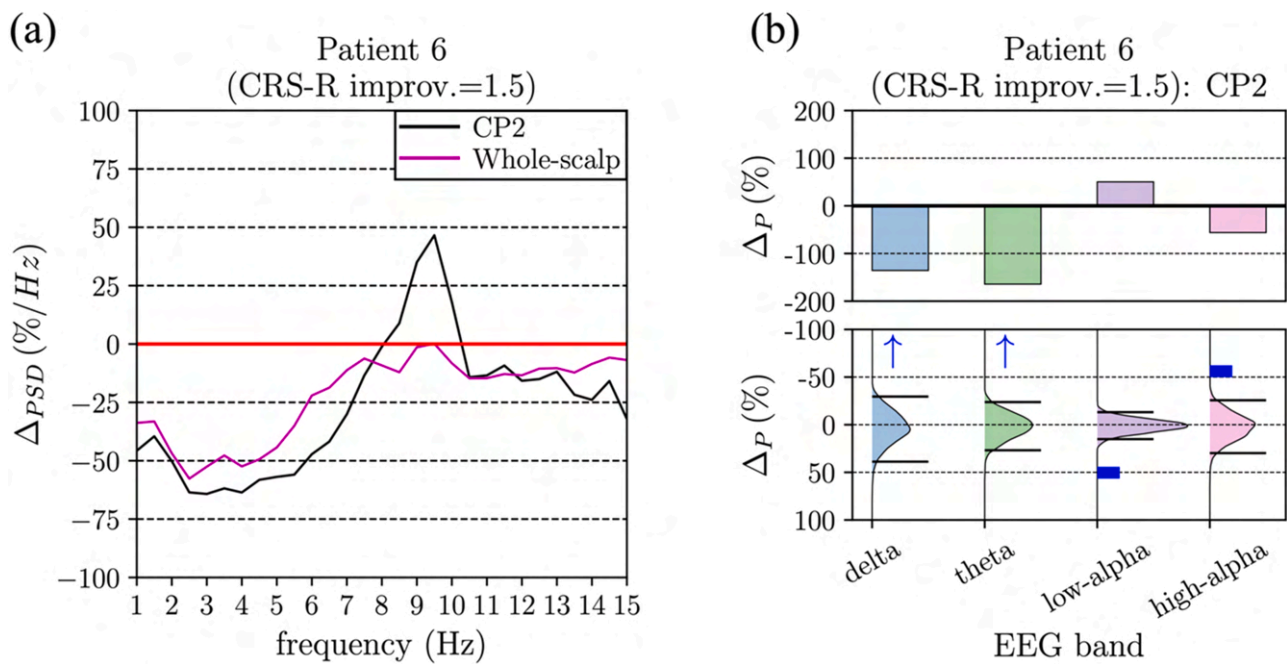 (a)
Patient 6
(CRS-R improv.=1.5)
100
75
50
25
0
−25
−50
−75
−100
Δ_PSD (%/Hz)
CP2
Whole-scalp
1 2 3 4 5 6 7 8 9 10 11 12 13 14 15
frequency (Hz)
(b)
Patient 6
(CRS-R improv.=1.5): CP2
200
100
0
-100
-200
Δ_P (%)
-100
-50
0
50
100
Δ_P (%)
↑ ↑
delta theta low-alpha high-alpha
EEG band